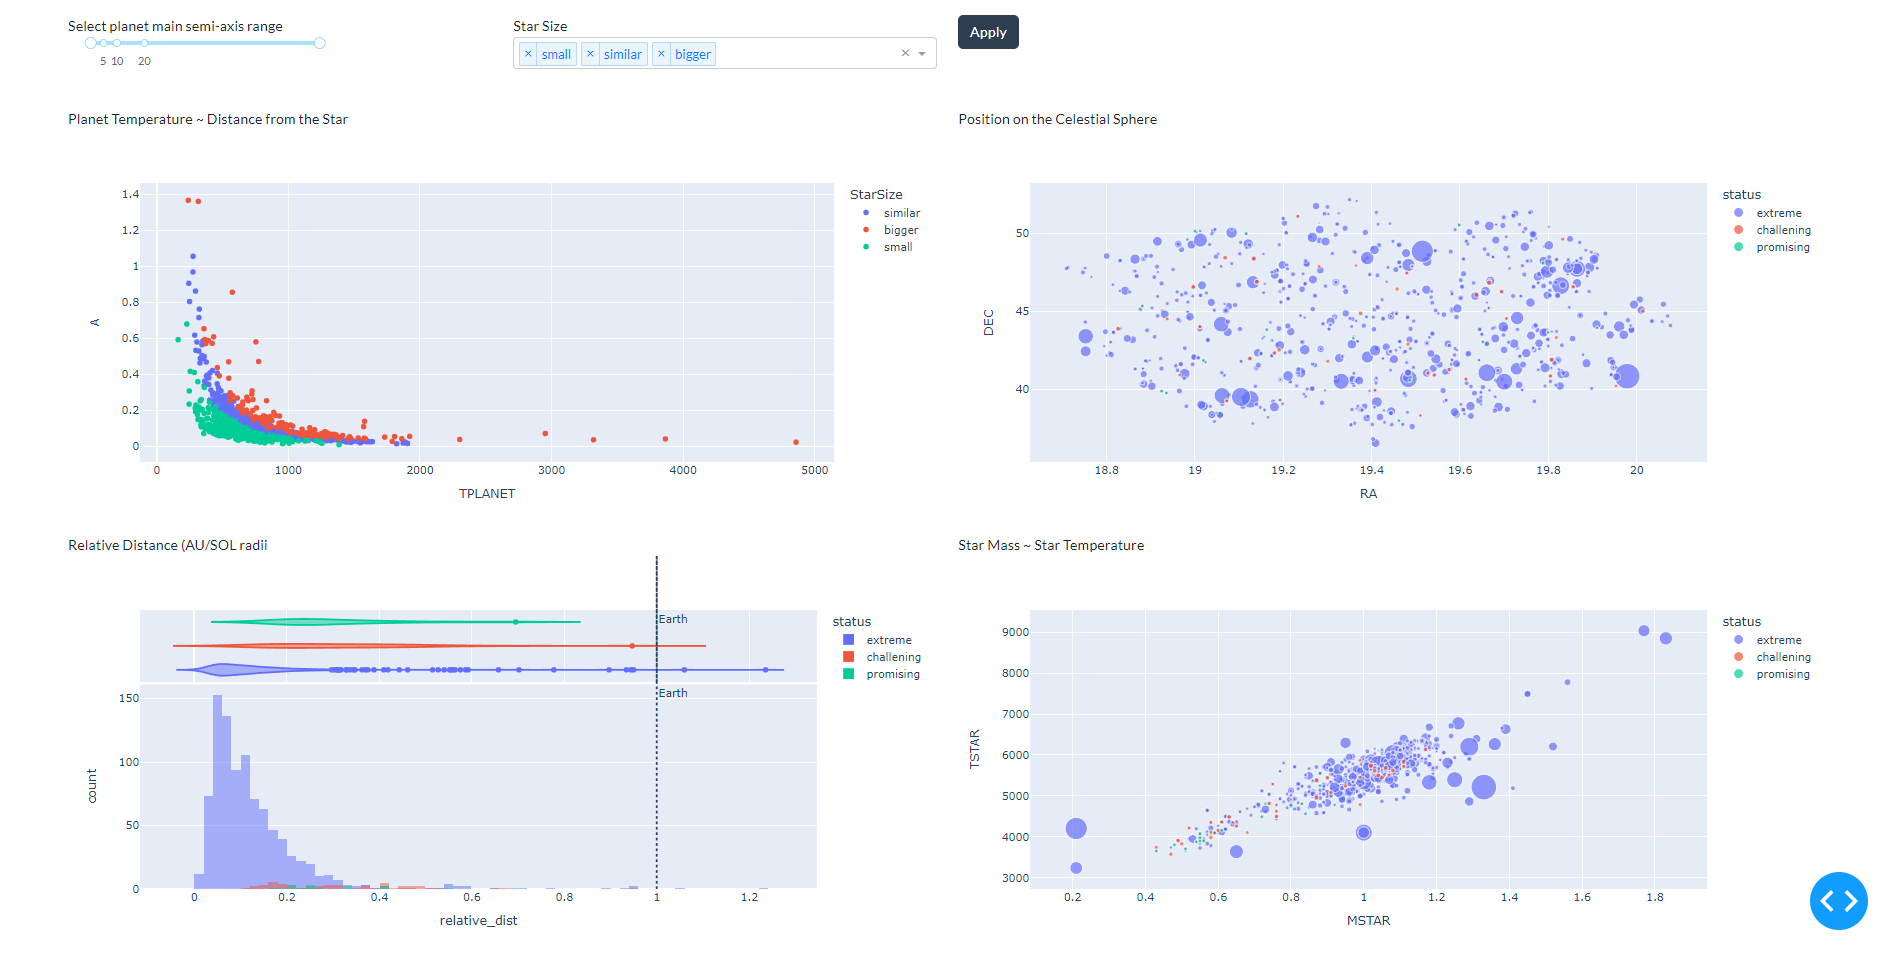 Select planet main semi-axis range
5 10 20
Star Size
× small × similar × bigger ×
Apply
Planet Temperature ~ Distance from the Star
1.4
1.2
1
0.8
0.6
0.4
0.2
0
A
0 1000 2000 3000 4000 5000
TPLANET
StarSize
similar
bigger
small
Position on the Celestial Sphere
50
45
40
DEC
18.8 19 19.2 19.4 19.6 19.8 20
RA
status
extreme
challening
promising
Relative Distance (AU/SOL radii
Earth
Earth
150
100
50
0
count
0 0.2 0.4 0.6 0.8 1 1.2
relative_dist
status
extreme
challening
promising
Star Mass ~ Star Temperature
9000
8000
7000
6000
5000
4000
3000
TSTAR
0.2 0.4 0.6 0.8 1 1.2 1.4 1.6 1.8
MSTAR
status
extreme
challening
promising